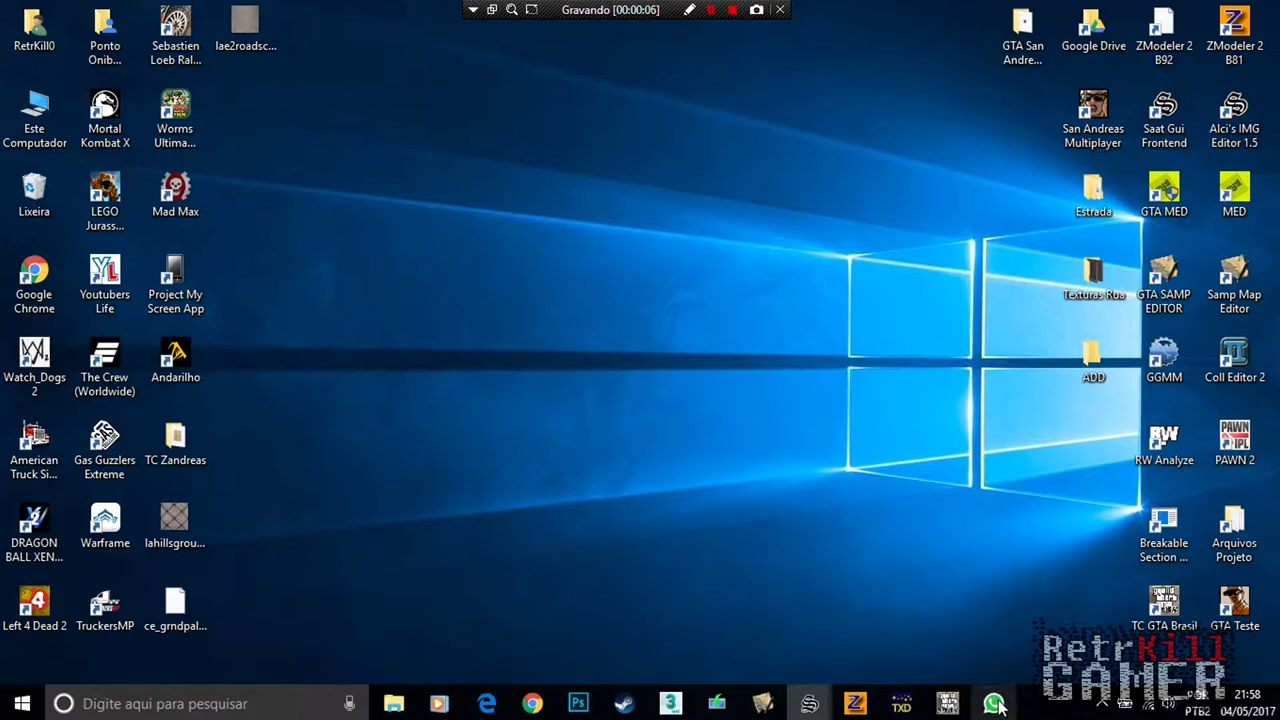 Gravando [00:00:06]
RetrKill0
Ponto
Onib...
Sebastien
Loeb Ral...
lae2roadsc...
GTA San
Andre...
Google Drive
ZModeler 2
B92
ZModeler 2
B81
Este
Computador
Mortal
Kombat X
Worms
Ultima...
San Andreas
Multiplayer
Saat Gui
Frontend
Alci's IMG
Editor 1.5
Lixeira
LEGO
Jurass...
Mad Max
Estrada
GTA MED
MED
Google
Chrome
Youtubers
Life
Project My
Screen App
Texturas Rua
GTA SAMP
EDITOR
Samp Map
Editor
Watch_Dogs
2
The Crew
(Worldwide)
Andarilho
ADD
GGMM
Coll Editor 2
American
Truck Si...
Gas Guzzlers
Extreme
TC Zandreas
RW Analyze
PAWN 2
DRAGON
BALL XEN...
Warframe
lahillsgrou...
Breakable
Section ...
Arquivos
Projeto
Left 4 Dead 2
TruckersMP
ce_grndpal...
TC GTA Brasil
GTA Teste
RetrKill
GAMER
Digite aqui para pesquisar
Ps
3
TXD
21:58
PTB2
04/05/2017